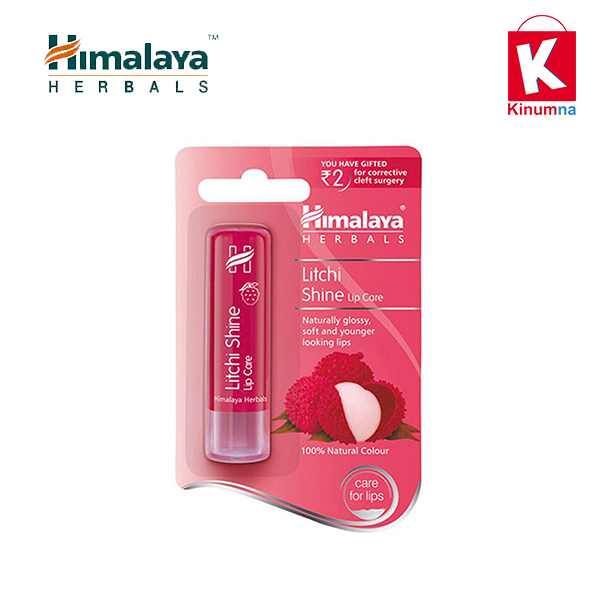 Himalaya™
HERBALS
K
Kinumna
YOU HAVE GIFTED
₹2 for corrective
cleft surgery
Himalaya®
HERBALS
Litchi
Shine Lip Care
Naturally glossy,
soft and younger
looking lips
100% Natural Colour
care
for lips
H
Litchi Shine
Lip Care
Himalaya Herbals